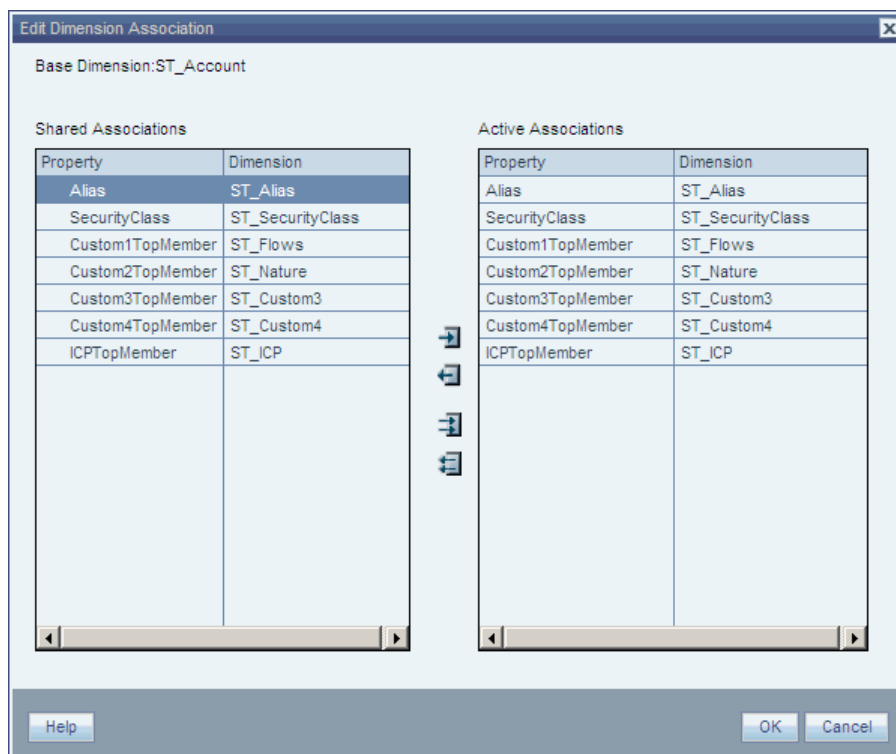 Edit Dimension Association
Base Dimension:ST_Account
Shared Associations
Property Dimension
Alias ST_Alias
SecurityClass ST_SecurityClass
Custom1TopMember ST_Flows
Custom2TopMember ST_Nature
Custom3TopMember ST_Custom3
Custom4TopMember ST_Custom4
ICPTopMember ST_ICP
Active Associations
Property Dimension
Alias ST_Alias
SecurityClass ST_SecurityClass
Custom1TopMember ST_Flows
Custom2TopMember ST_Nature
Custom3TopMember ST_Custom3
Custom4TopMember ST_Custom4
ICPTopMember ST_ICP
Help OK Cancel